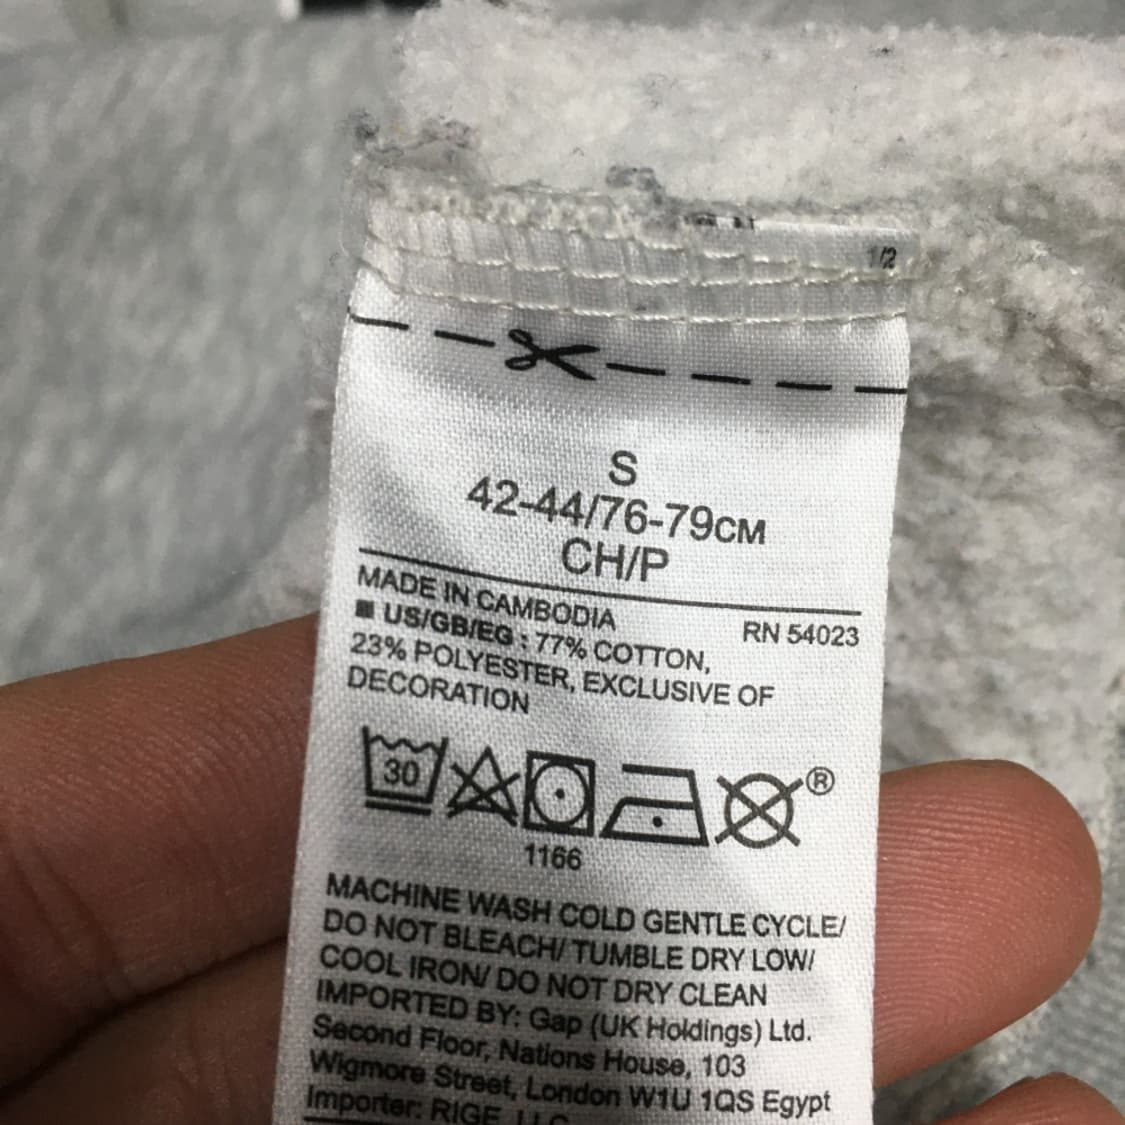 1/2
S
42-44/76-79CM
CH/P
MADE IN CAMBODIA
RN 54023
US/GB/EG : 77% COTTON,
23% POLYESTER, EXCLUSIVE OF
DECORATION
30
®
1166
MACHINE WASH COLD GENTLE CYCLE/
DO NOT BLEACH/ TUMBLE DRY LOW/
COOL IRON/ DO NOT DRY CLEAN
IMPORTED BY: Gap (UK Holdings) Ltd.
Second Floor, Nations House, 103
Wigmore Street, London W1U 1QS Egypt
Importer: RIGE LLC